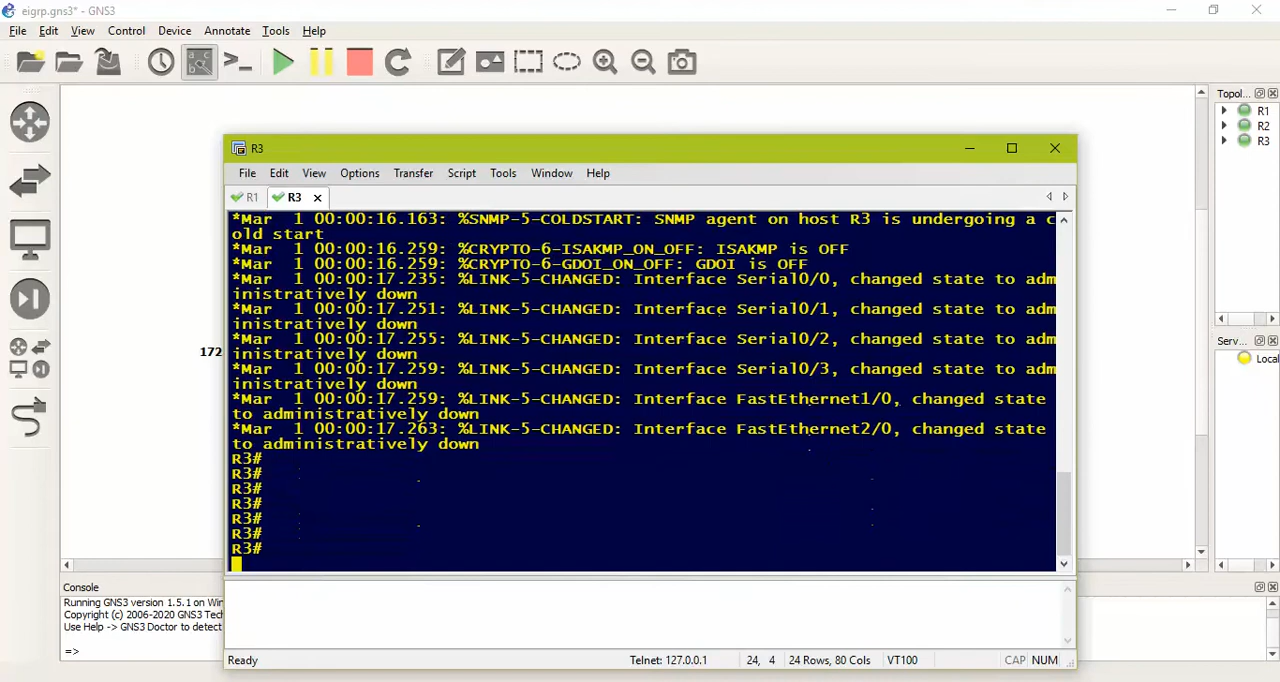 eigrp.gns3* - GNS3
File Edit View Control Device Annotate Tools Help
Topol...
R1
R2
R3
R3
File Edit View Options Transfer Script Tools Window Help
R1 R3
*Mar  1 00:00:16.163: %SNMP-5-COLDSTART: SNMP agent on host R3 is undergoing a c
old start
*Mar  1 00:00:16.259: %CRYPTO-6-ISAKMP_ON_OFF: ISAKMP is OFF
*Mar  1 00:00:16.259: %CRYPTO-6-GDOI_ON_OFF: GDOI is OFF
*Mar  1 00:00:17.235: %LINK-5-CHANGED: Interface Serial0/0, changed state to adm
inistratively down
*Mar  1 00:00:17.251: %LINK-5-CHANGED: Interface Serial0/1, changed state to adm
inistratively down
*Mar  1 00:00:17.255: %LINK-5-CHANGED: Interface Serial0/2, changed state to adm
inistratively down
*Mar  1 00:00:17.259: %LINK-5-CHANGED: Interface Serial0/3, changed state to adm
inistratively down
*Mar  1 00:00:17.259: %LINK-5-CHANGED: Interface FastEthernet1/0, changed state
to administratively down
*Mar  1 00:00:17.263: %LINK-5-CHANGED: Interface FastEthernet2/0, changed state
to administratively down
R3#
R3#
R3#
R3#
R3#
R3#
R3#
Ready Telnet: 127.0.0.1 24, 4 24 Rows, 80 Cols VT100 CAP NUM
172
Serv...
Local
Console
Running GNS3 version 1.5.1 on Win
Copyright (c) 2006-2020 GNS3 Tech
Use Help -> GNS3 Doctor to detect
=>